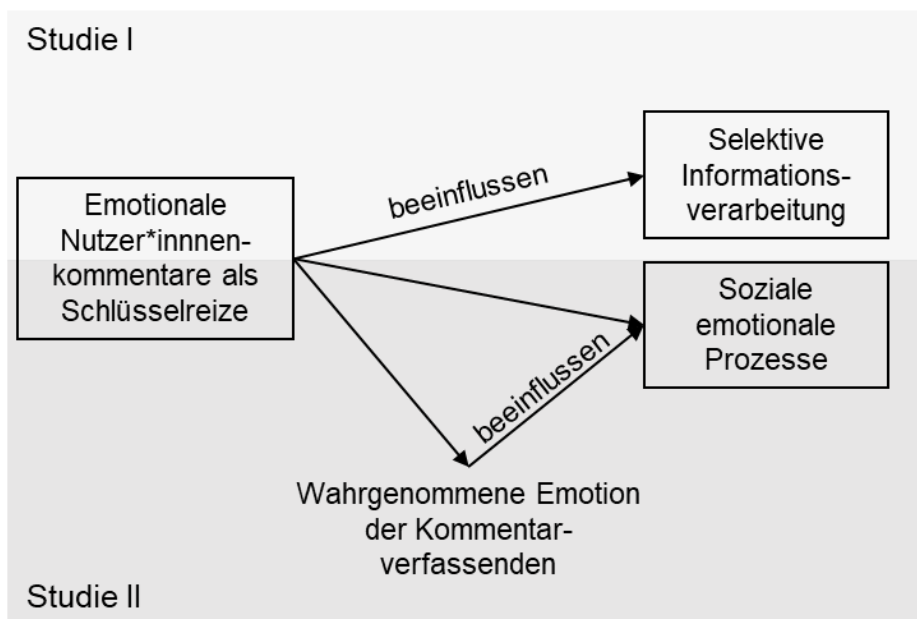 Studie I
Selektive
Informations-
verarbeitung
beeinflussen
Emotionale
Nutzer*innnen-
kommentare als
Schlüsselreize
Soziale
emotionale
Prozesse
beeinflussen
Wahrgenommene Emotion
der Kommentar-
verfassenden
Studie II